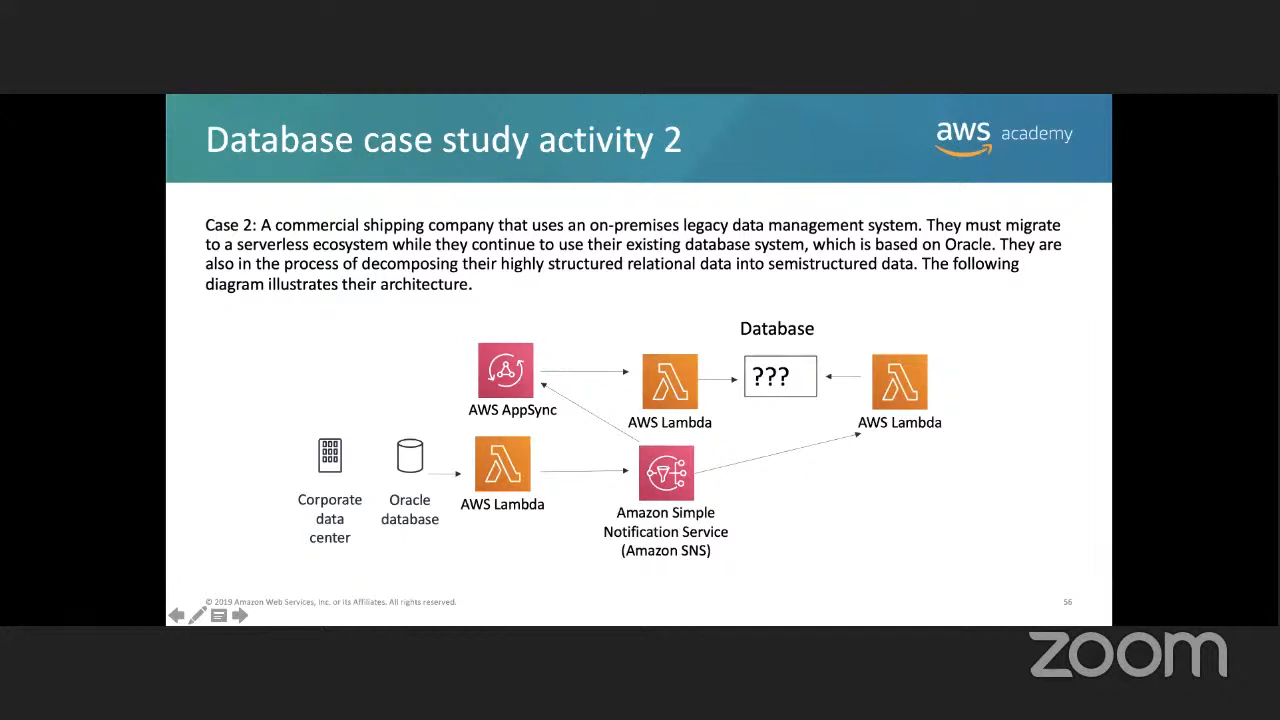 Database case study activity 2
aws academy
Case 2: A commercial shipping company that uses an on-premises legacy data management system. They must migrate
to a serverless ecosystem while they continue to use their existing database system, which is based on Oracle. They are
also in the process of decomposing their highly structured relational data into semistructured data. The following
diagram illustrates their architecture.
Database
???
AWS AppSync
AWS Lambda
AWS Lambda
Corporate
data
center
Oracle
database
AWS Lambda
Amazon Simple
Notification Service
(Amazon SNS)
© 2019 Amazon Web Services, Inc. or its Affiliates. All rights reserved.
56
zoom